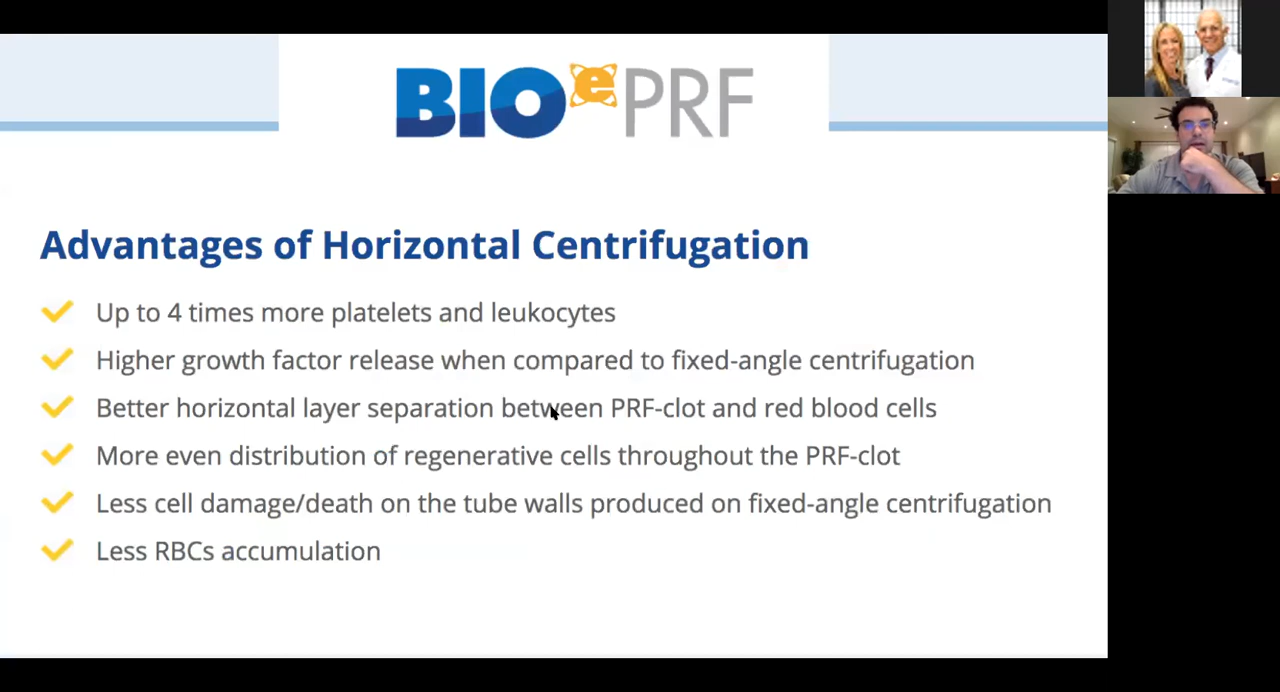 BIO e PRF
Advantages of Horizontal Centrifugation
Up to 4 times more platelets and leukocytes
Higher growth factor release when compared to fixed-angle centrifugation
Better horizontal layer separation between PRF-clot and red blood cells
More even distribution of regenerative cells throughout the PRF-clot
Less cell damage/death on the tube walls produced on fixed-angle centrifugation
Less RBCs accumulation